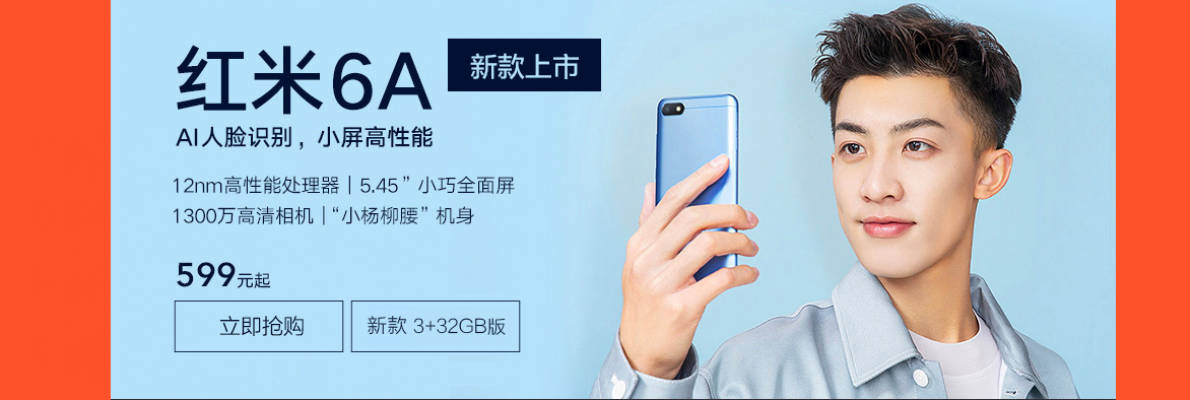 红米6A
新款上市
AI人脸识别，小屏高性能
12nm高性能处理器 | 5.45” 小巧全面屏
1300万高清相机 | “小杨柳腰” 机身
599元起
立即抢购
新款 3+32GB版